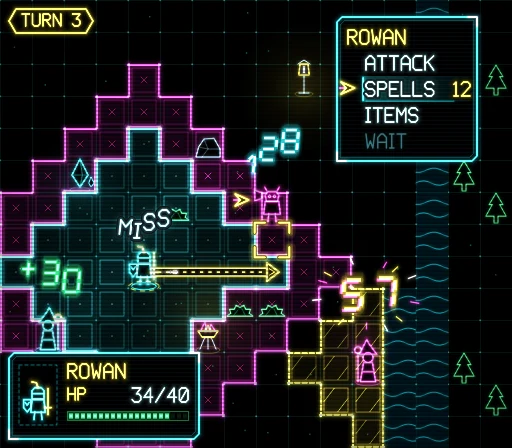 TURN 3
ROWAN
ATTACK
SPELLS 12
ITEMS
WAIT
128
MISS
+30
57
ROWAN
HP 34/40